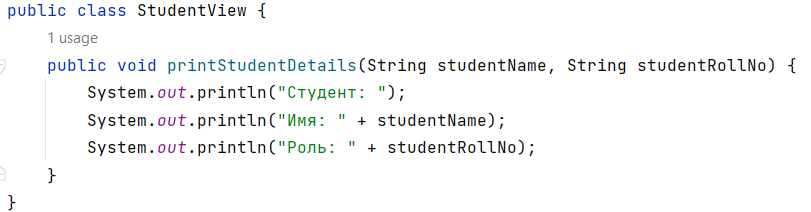 public class StudentView {
1 usage
public void printStudentDetails(String studentName, String studentRollNo) {
System.out.println("Студент: ");
System.out.println("Имя: " + studentName);
System.out.println("Роль: " + studentRollNo);
}
}